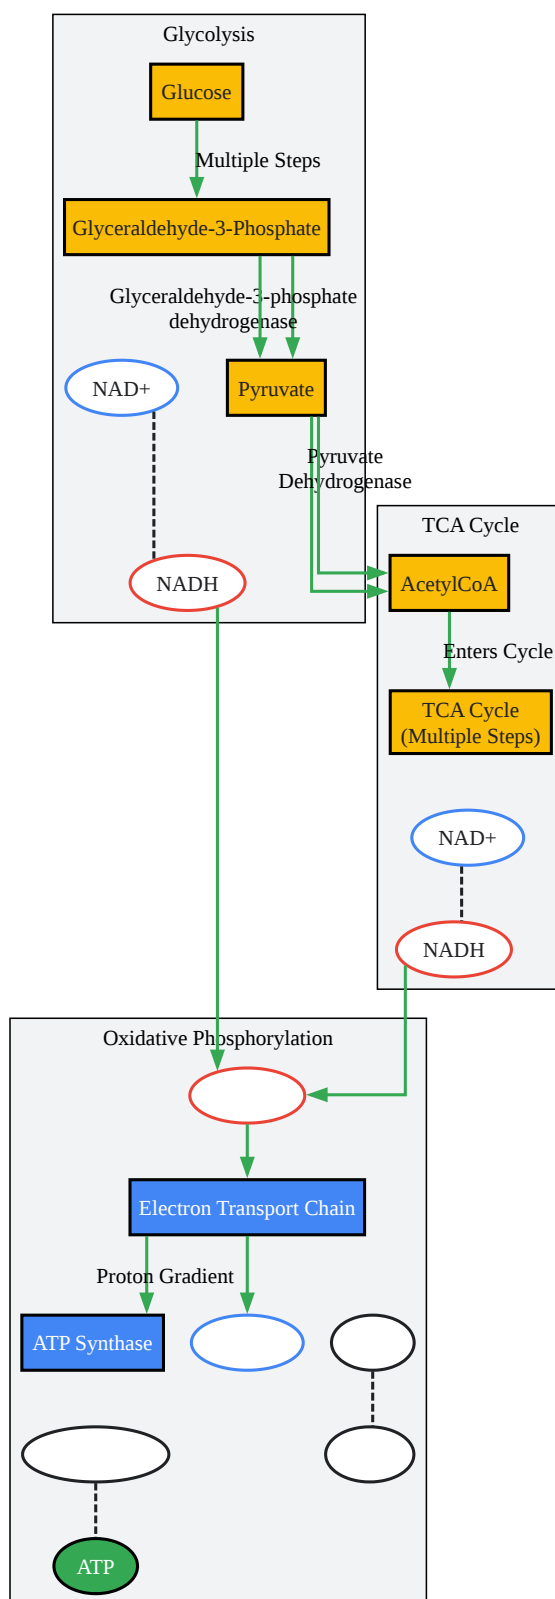 Glycolysis
Glucose
Multiple Steps
Glyceraldehyde-3-Phosphate
Glyceraldehyde-3-phosphate
dehydrogenase
NAD+
Pyruvate
Pyruvate
Dehydrogenase
TCA Cycle
NADH
AcetylCoA
Enters Cycle
TCA Cycle
(Multiple Steps)
NAD+
NADH
Oxidative Phosphorylation
Electron Transport Chain
Proton Gradient
ATP Synthase
ATP